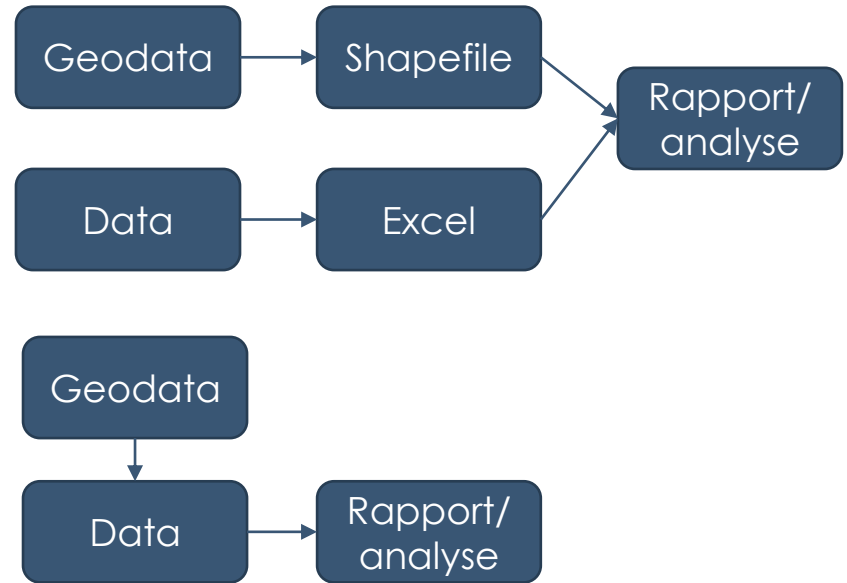 Geodata
Shapefile
Rapport/
analyse
Data
Excel
Geodata
Data
Rapport/
analyse